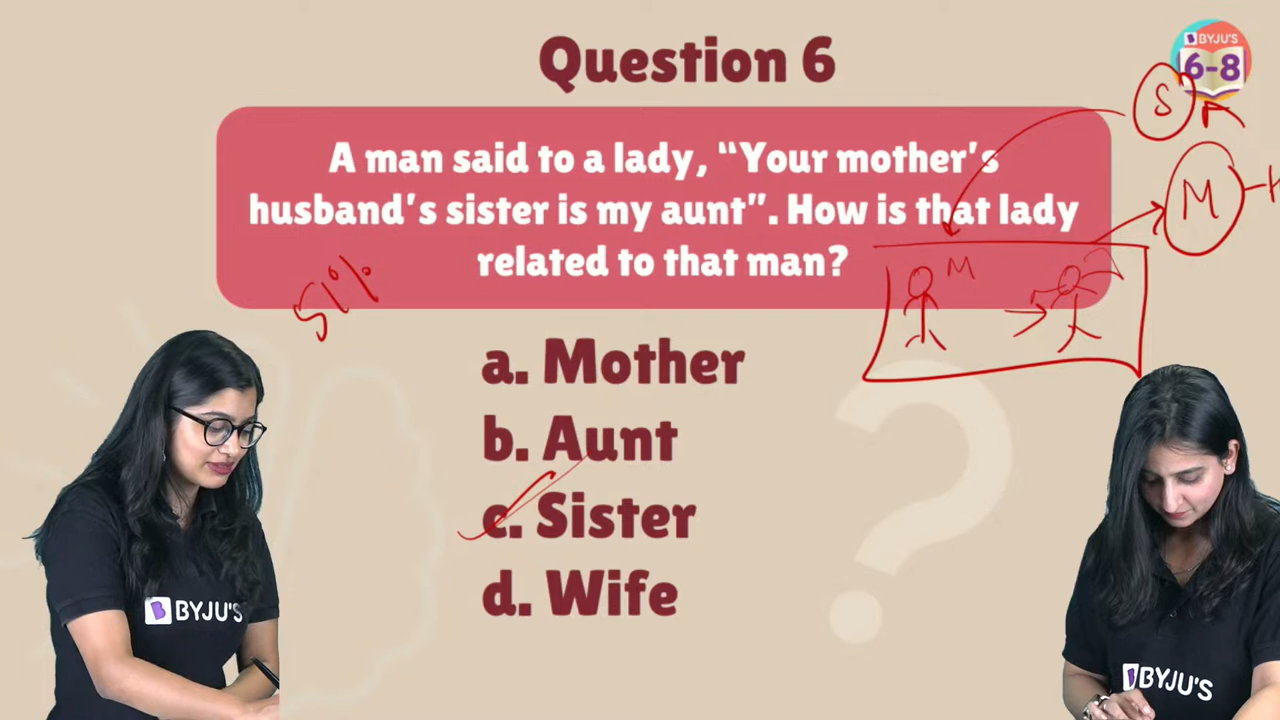 Question 6
BYJU'S
6-8
A man said to a lady, “Your mother’s
husband’s sister is my aunt”. How is that lady
related to that man?
S
M
M
51%
a. Mother
b. Aunt
c. Sister
d. Wife
BYJU'S
BYJU'S